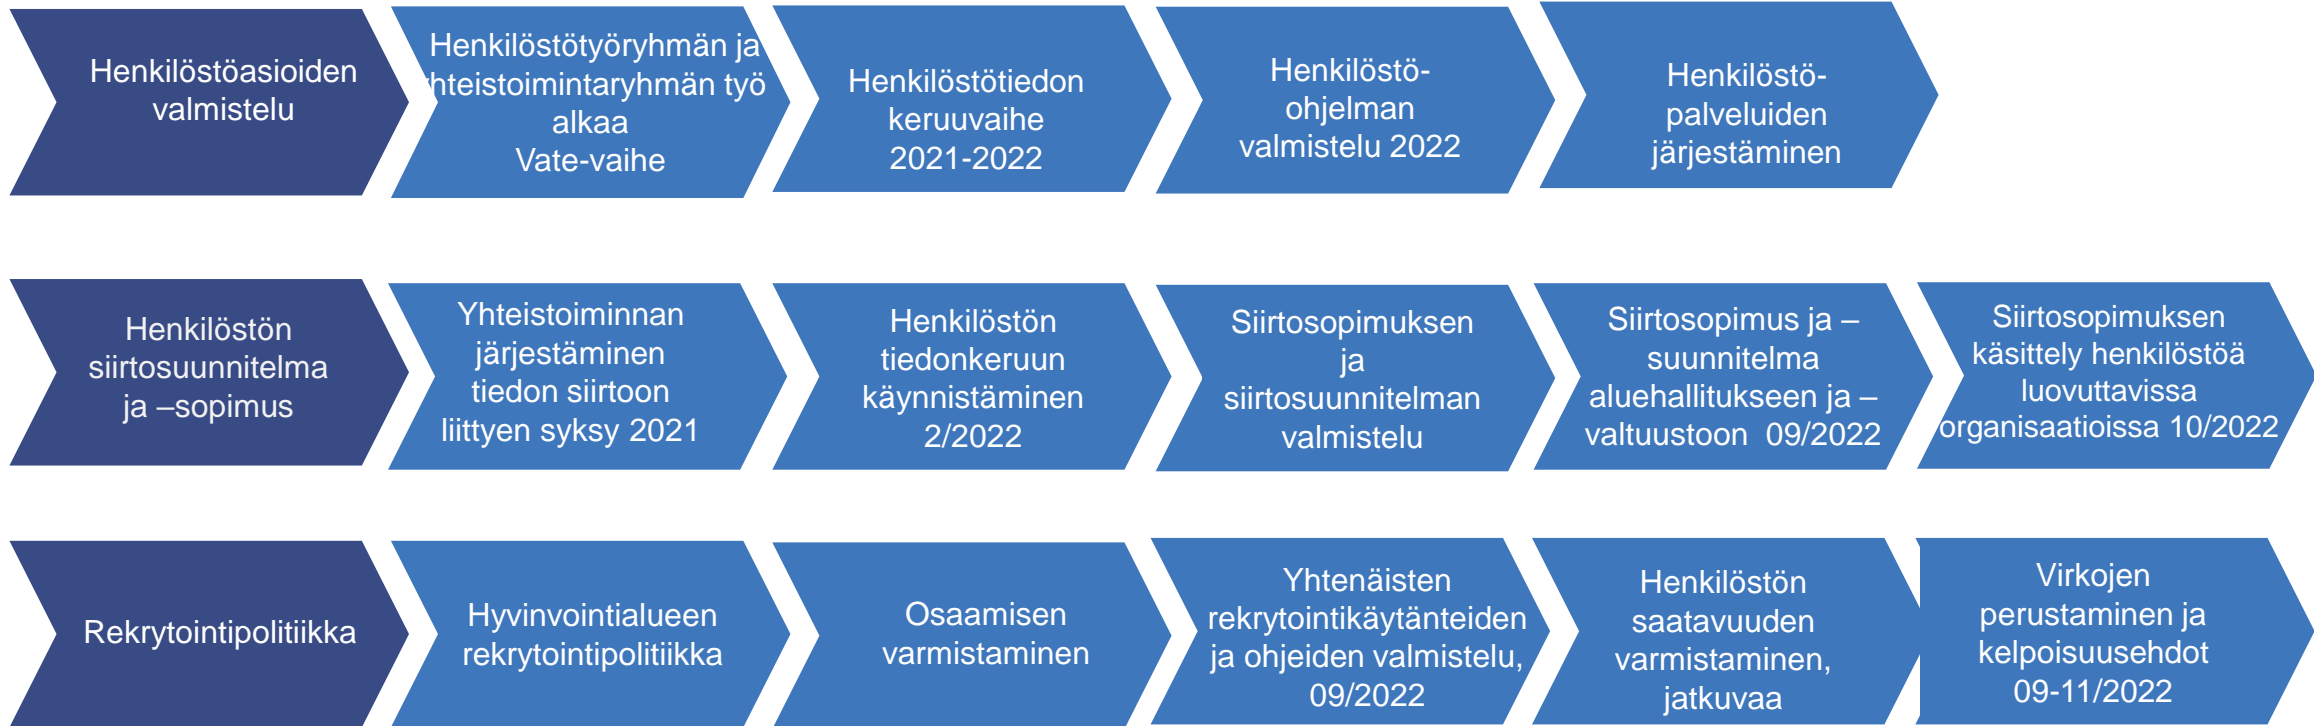 Henkilöstöasioiden
valmistelu
Henkilöstötyöryhmän ja
yhteistoimintaryhmän työ
alkaa
Vate-vaihe
Henkilöstötiedon
keruuvaihe
2021-2022
Henkilöstö-
ohjelman
valmistelu 2022
Henkilöstö-
palveluiden
järjestäminen
Henkilöstön
siirtosuunnitelma
ja –sopimus
Yhteistoiminnan
järjestäminen
tiedon siirtoon
liittyen syksy 2021
Henkilöstön
tiedonkeruun
käynnistäminen
2/2022
Siirtosopimuksen
ja
siirtosuunnitelman
valmistelu
Siirtosopimus ja –
suunnitelma
aluehallitukseen ja –
valtuustoon 09/2022
Siirtosopimuksen
käsittely henkilöstöä
luovuttavissa
organisaatioissa 10/2022
Rekrytointipolitiikka
Hyvinvointialueen
rekrytointipolitiikka
Osaamisen
varmistaminen
Yhtenäisten
rekrytointikäytänteiden
ja ohjeiden valmistelu,
09/2022
Henkilöstön
saatavuuden
varmistaminen,
jatkuvaa
Virkojen
perustaminen ja
kelpoisuusehdot
09-11/2022